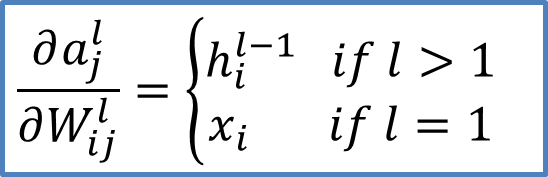 ∂a_j^l / ∂W_ij^l = { h_i^{l−1} if l > 1
x_i if l = 1